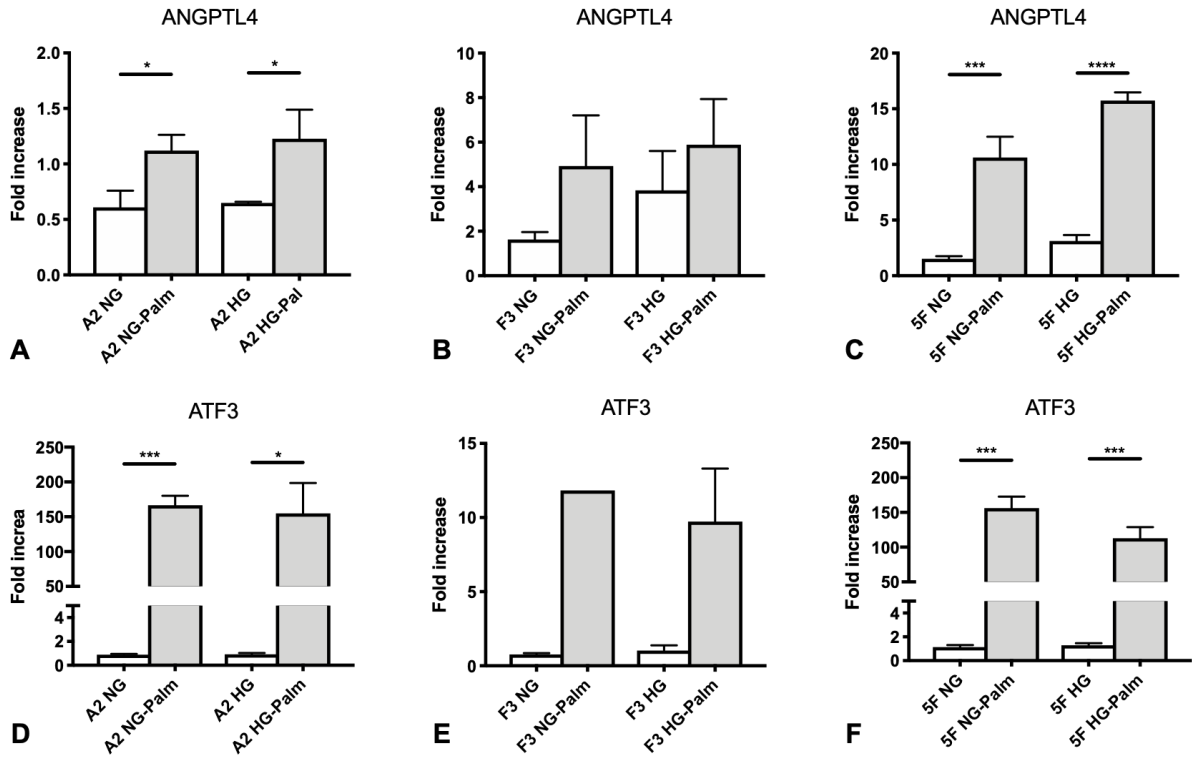 ANGPTL4
2.0
1.5
1.0
0.5
0.0
Fold increase
*
*
A2 NG
A2 NG-Palm
A2 HG
A2 HG-Pal
A
ANGPTL4
10
8
6
4
2
0
Fold increase
F3 NG
F3 NG-Palm
F3 HG
F3 HG-Palm
B
ANGPTL4
20
15
10
5
0
Fold increase
***
****
5F NG
5F NG-Palm
5F HG
5F HG-Palm
C
ATF3
250
200
150
100
50
4
2
0
Fold increa
***
*
A2 NG
A2 NG-Palm
A2 HG
A2 HG-Palm
D
ATF3
15
10
5
0
Fold increase
F3 NG
F3 NG-Palm
F3 HG
F3 HG-Palm
E
ATF3
250
200
150
100
50
4
2
0
Fold increase
***
***
5F NG
5F NG-Palm
5F HG
5F HG-Palm
F